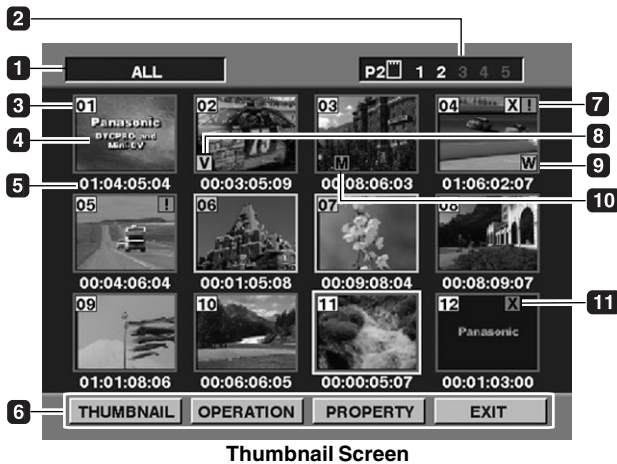 2
1 ALL P2 1 2 3 4 5
3 01 02 03 04 X ! 7
4 Panasonic
DVCPRO and
Mini-DV
V 8
M W 9
5 01:04:05:04 00:03:05:09 00:08:06:03 01:06:02:07
10
05 ! 06 07 08
00:04:06:04 00:01:05:08 00:09:08:04 00:08:09:07
09 10 11 12 X 11
Panasonic
01:01:08:06 00:06:06:05 00:00:05:07 00:01:03:00
6 THUMBNAIL OPERATION PROPERTY EXIT
Thumbnail Screen